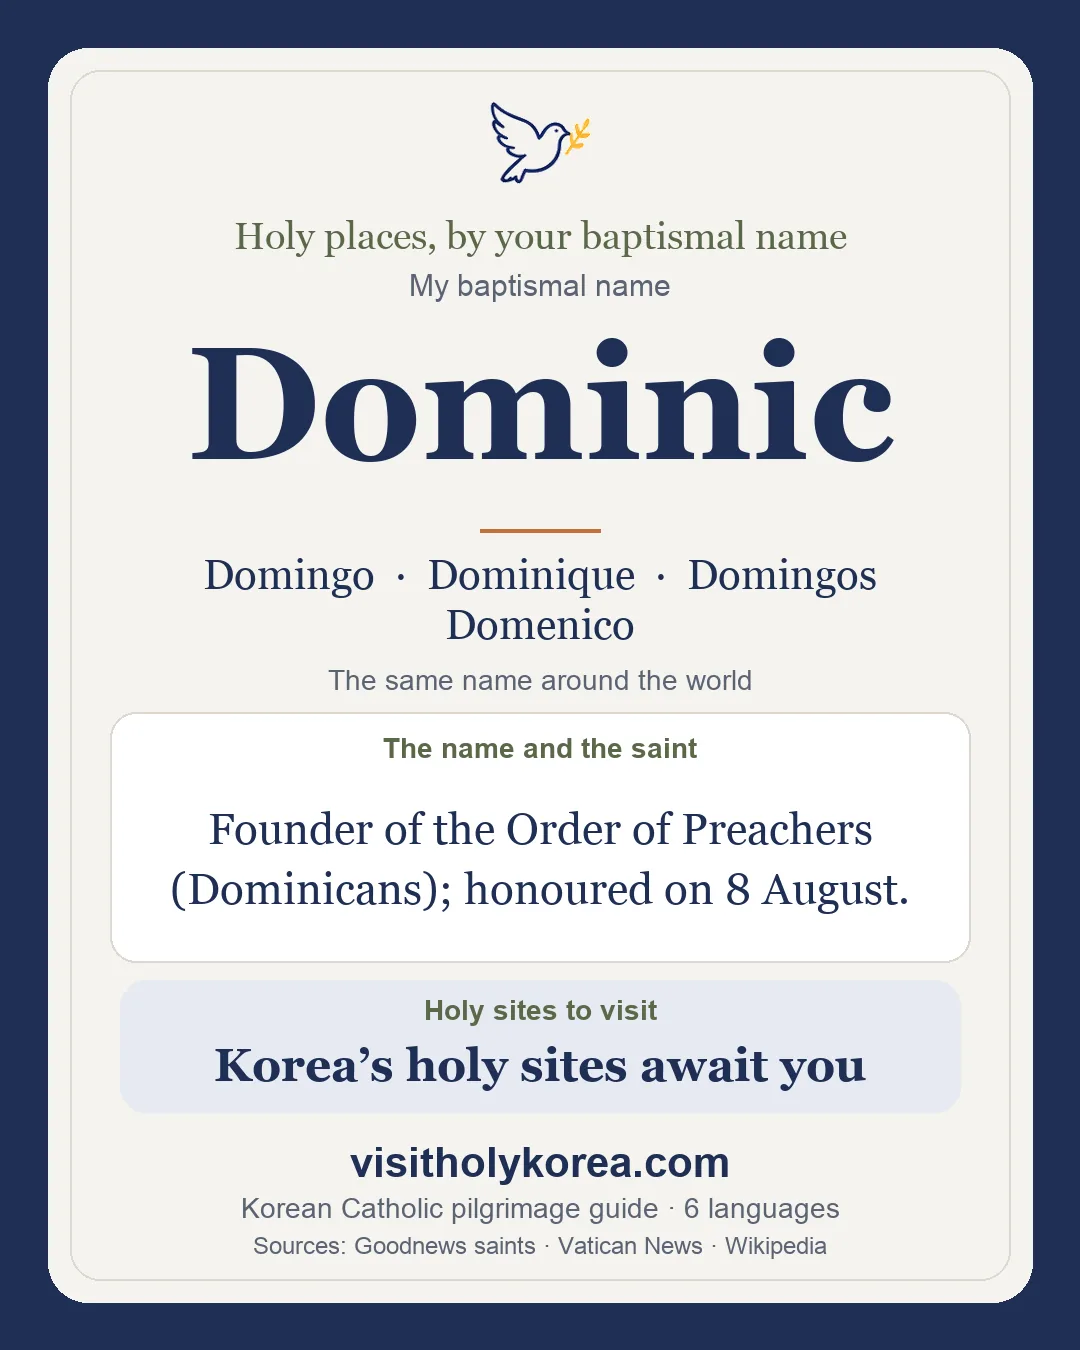 Holy places, by your baptismal name
My baptismal name
Dominic
Domingo · Dominique · Domingos
Domenico
The same name around the world
The name and the saint
Founder of the Order of Preachers
(Dominicans); honoured on 8 August.
Holy sites to visit
Korea’s holy sites await you
visitholykorea.com
Korean Catholic pilgrimage guide · 6 languages
Sources: Goodnews saints · Vatican News · Wikipedia